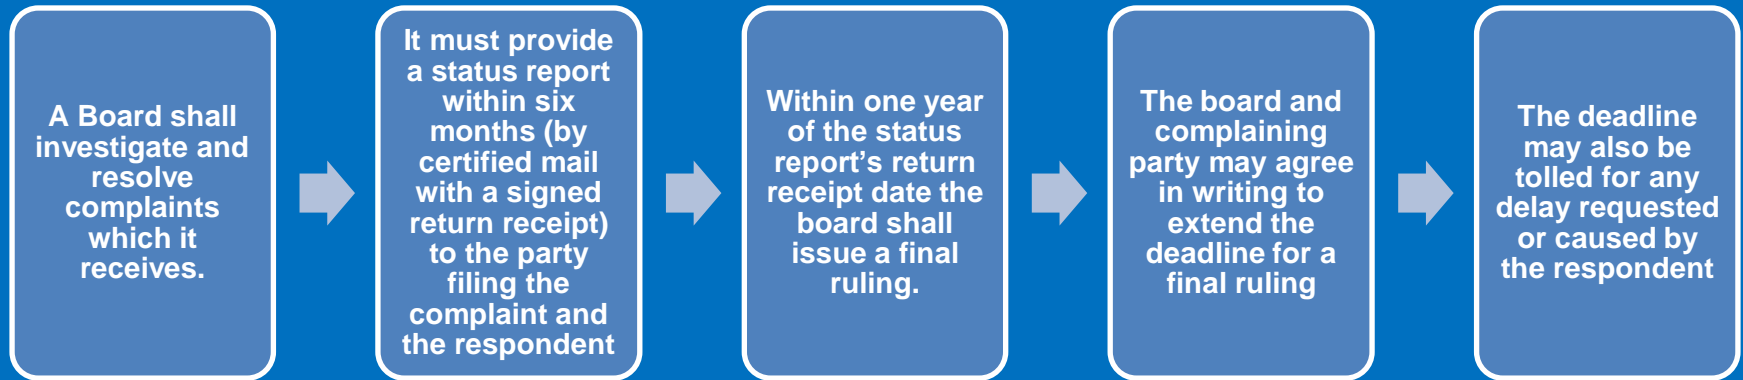 A Board shall
investigate and
resolve
complaints
which it
receives.
It must provide
a status report
within six
months (by
certified mail
with a signed
return receipt)
to the party
filing the
complaint and
the respondent
Within one year
of the status
report's return
receipt date the
board shall
issue a final
ruling.
The board and
complaining
party may agree
in writing to
extend the
deadline for a
final ruling
The deadline
may also be
tolled for any
delay requested
or caused by
the respondent